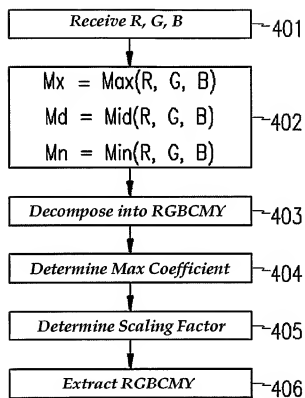 Receive R, G, B 401
Mx = Max(R, G, B)
Md = Mid(R, G, B) 402
Mn = Min(R, G, B)
Decompose into RGBCMY 403
Determine Max Coefficient 404
Determine Scaling Factor 405
Extract RGBCMY 406